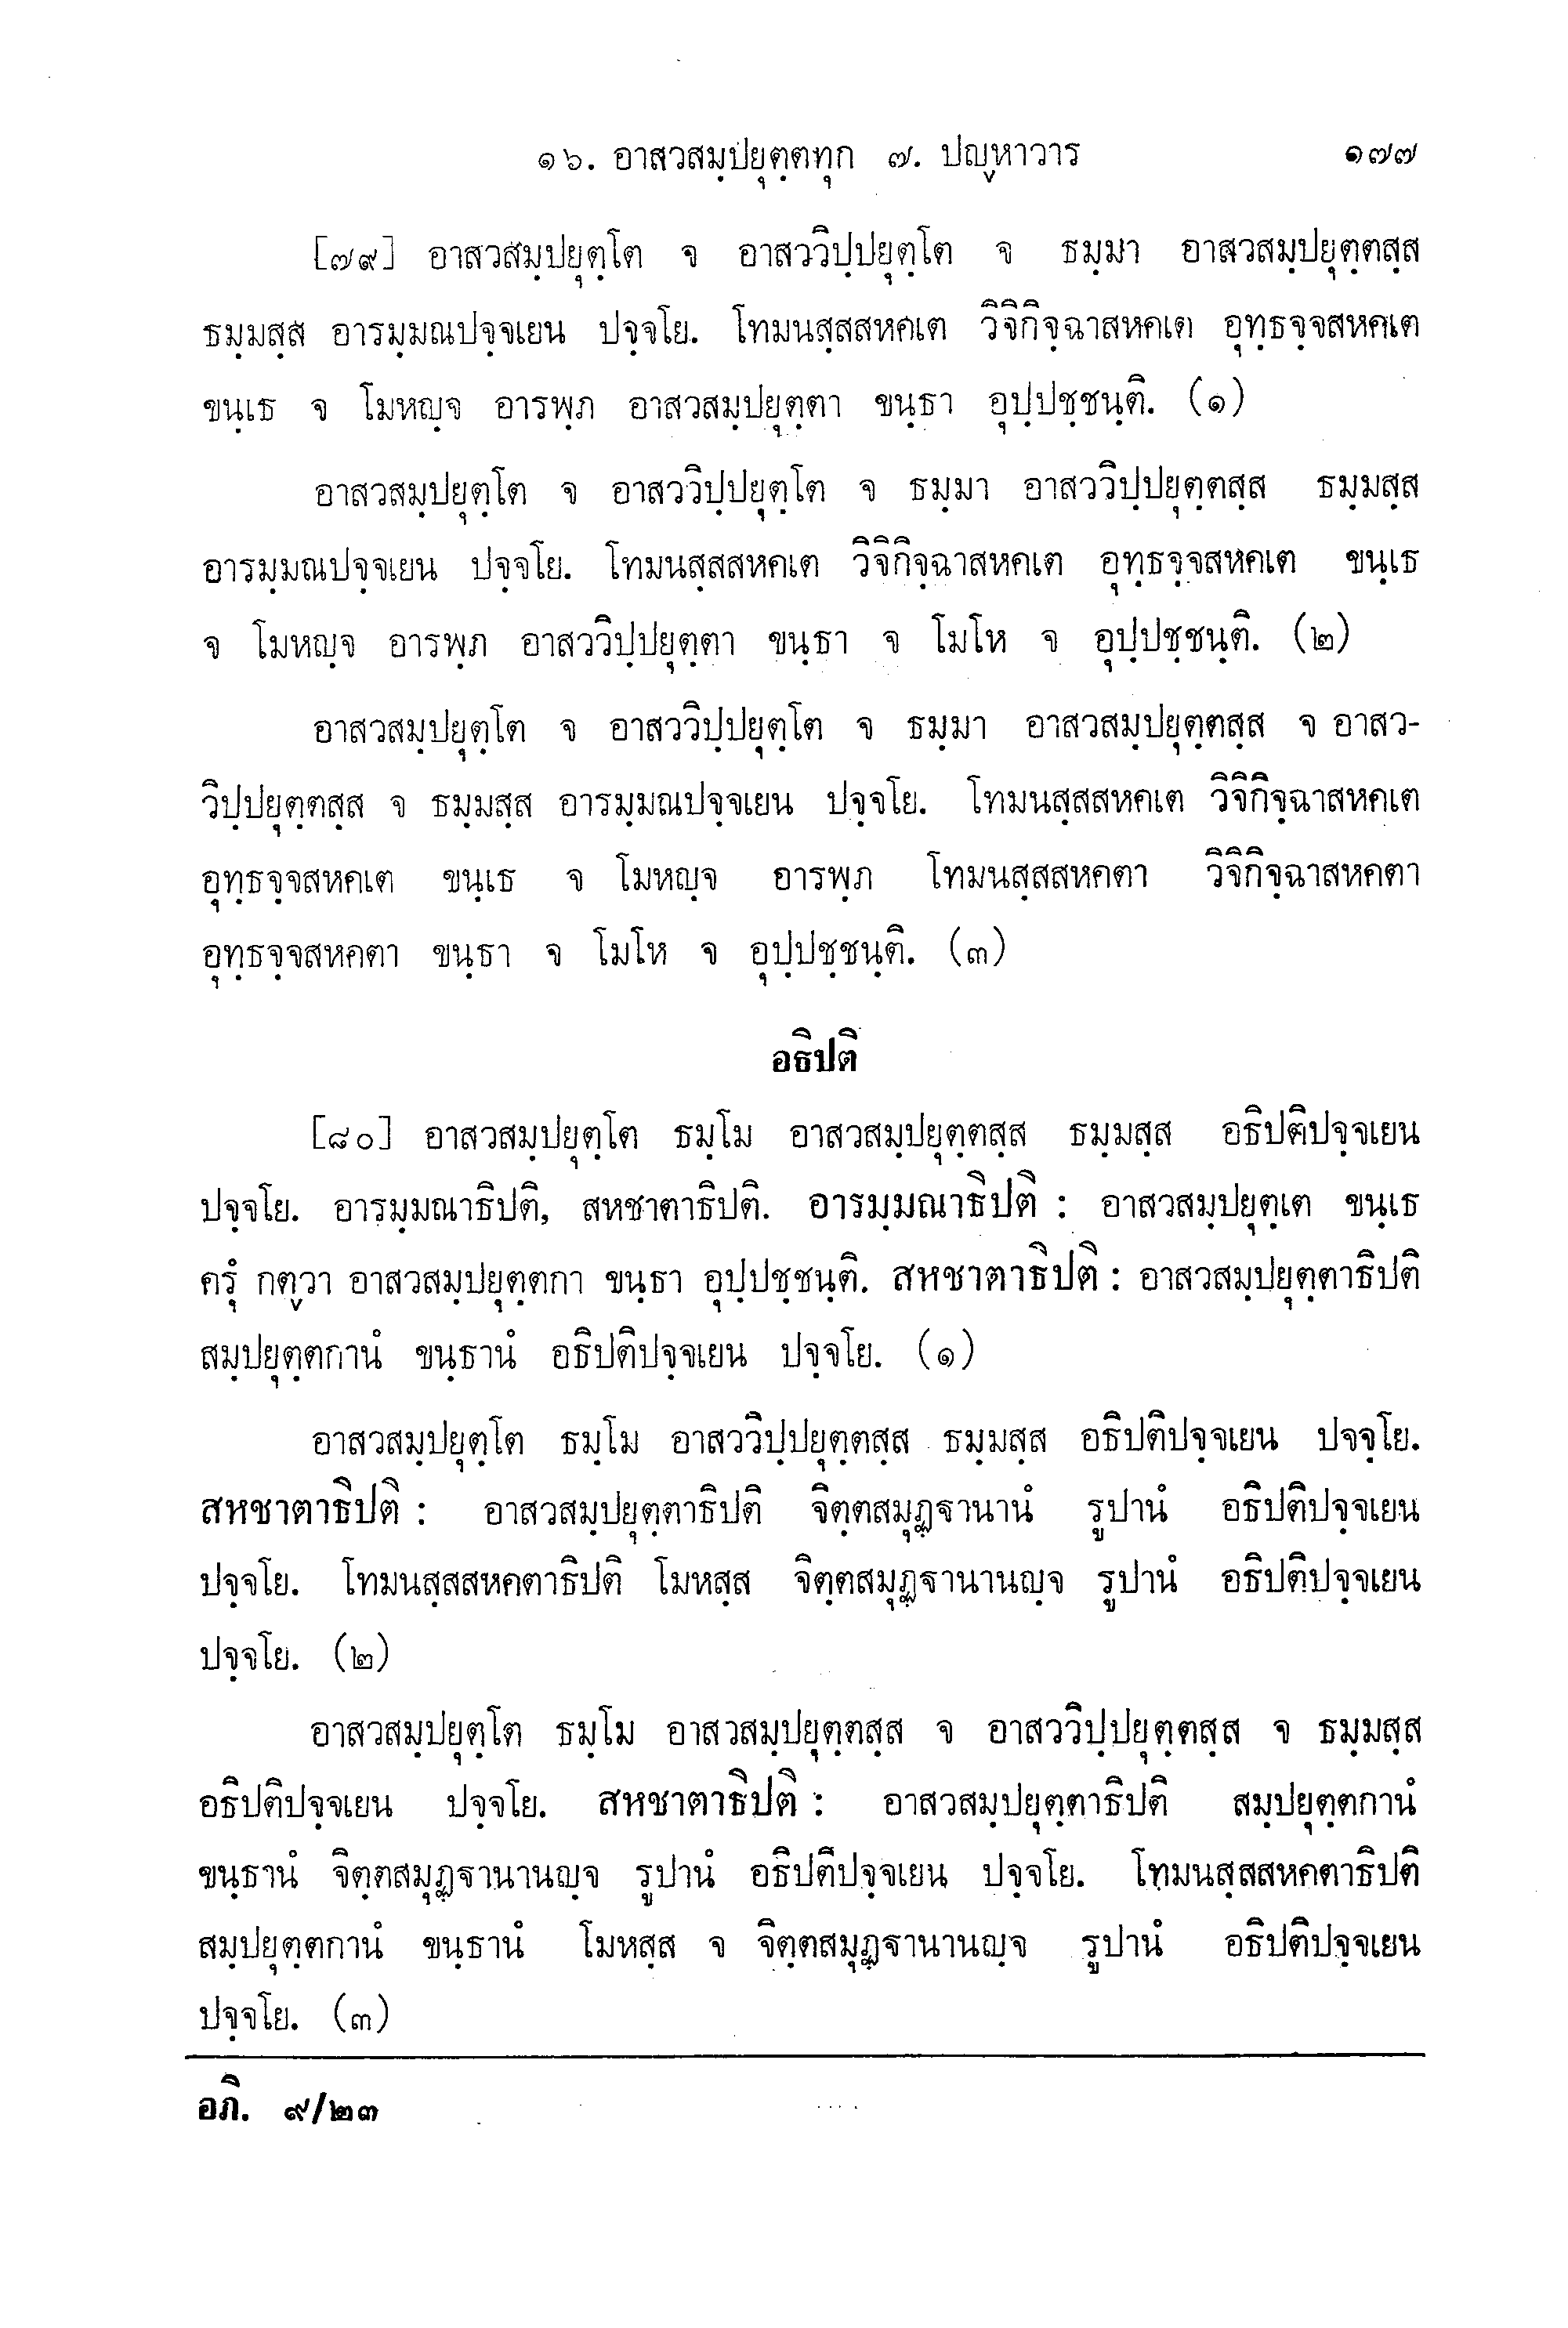 ๑๖. อาสวสมฺปยุตฺตทุก ๗. ปญฺหาวาร ๑๗๗
[๗๙] อาสวสมฺปยุตฺโต จ อาสววิปฺปยุตฺโต จ ธมฺมา อาสวสมฺปยุตฺตสฺส
ธมฺมสฺส อารมฺมณปจฺจเยน ปจฺจโย. โทมนสฺสสหคเต วิจิกิจฺฉาสหคเต อุทฺธจฺจสหคเต
ขนฺเธ จ โมหญฺจ อารพฺภ อาสวสมฺปยุตฺตา ขนฺธา อุปฺปชฺชนฺติ. (๑)
อาสวสมฺปยุตฺโต จ อาสววิปฺปยุตฺโต จ ธมฺมา อาสววิปฺปยุตฺตสฺส ธมฺมสฺส
อารมฺมณปจฺจเยน ปจฺจโย. โทมนสฺสสหคเต วิจิกิจฺฉาสหคเต อุทฺธจฺจสหคเต ขนฺเธ
จ โมหญฺจ อารพฺภ อาสววิปฺปยุตฺตา ขนฺธา จ โมโห จ อุปฺปชฺชนฺติ. (๒)
อาสวสมฺปยุตฺโต จ อาสววิปฺปยุตฺโต จ ธมฺมา อาสวสมฺปยุตฺตสฺส จ อาสว-
วิปฺปยุตฺตสฺส จ ธมฺมสฺส อารมฺมณปจฺจเยน ปจฺจโย. โทมนสฺสสหคเต วิจิกิจฺฉาสหคเต
อุทฺธจฺจสหคเต ขนฺเธ จ โมหญฺจ อารพฺภ โทมนสฺสสหคตา วิจิกิจฺฉาสหคตา
อุทฺธจฺจสหคตา ขนฺธา จ โมโห จ อุปฺปชฺชนฺติ. (๓)
อธิปติ
[๘๐] อาสวสมฺปยุตฺโต ธมฺโม อาสวสมฺปยุตฺตสฺส ธมฺมสฺส อธิปติปจฺจเยน
ปจฺจโย. อารมฺมณาธิปติ, สหชาตาธิปติ. อารมฺมณาธิปติ : อาสวสมฺปยุตฺเต ขนฺเธ
ครุํ กตฺวา อาสวสมฺปยุตฺตกา ขนฺธา อุปฺปชฺชนฺติ. สหชาตาธิปติ : อาสวสมฺปยุตฺตาธิปติ
สมฺปยุตฺตกานํ ขนฺธานํ อธิปติปจฺจเยน ปจฺจโย. (๑)
อาสวสมฺปยุตฺโต ธมฺโม อาสววิปฺปยุตฺตสฺส ธมฺมสฺส อธิปติปจฺจเยน ปจจฺโย.
สหชาตาธิปติ : อาสวสมฺปยุตฺตาธิปติ จิตฺตสมุฏฺฐานานํ รูปานํ อธิปติปจฺจเยน
ปจฺจโย. โทมนสฺสสหคตาธิปติ โมหสฺส จิตฺตสมุฏฺฐานานญฺจ รูปานํ อธิปติปจฺจเยน
ปจฺจโย. (๒)
อาสวสมฺปยุตฺโต ธมฺโม อาสวสมฺปยุตฺตสฺส จ อาสววิปฺปยุตฺตสฺส จ ธมฺมสฺส
อธิปติปจฺจเยน ปจฺจโย. สหชาตาธิปติ : อาสวสมฺปยุตฺตาธิปติ สมฺปยุตฺตกานํ
ขนฺธานํ จิตฺตสมุฏฺฐานานญฺจ รูปานํ อธิปติปจฺจเยน ปจฺจโย. โทมนสฺสสหคตาธิปติ
สมฺปยุตฺตกานํ ขนฺธานํ โมหสฺส จ จิตฺตสมุฏฺฐานานญฺจ รูปานํ อธิปติปจฺจเยน
ปจฺจโย. (๓)
อภิ. ๙/๒๓